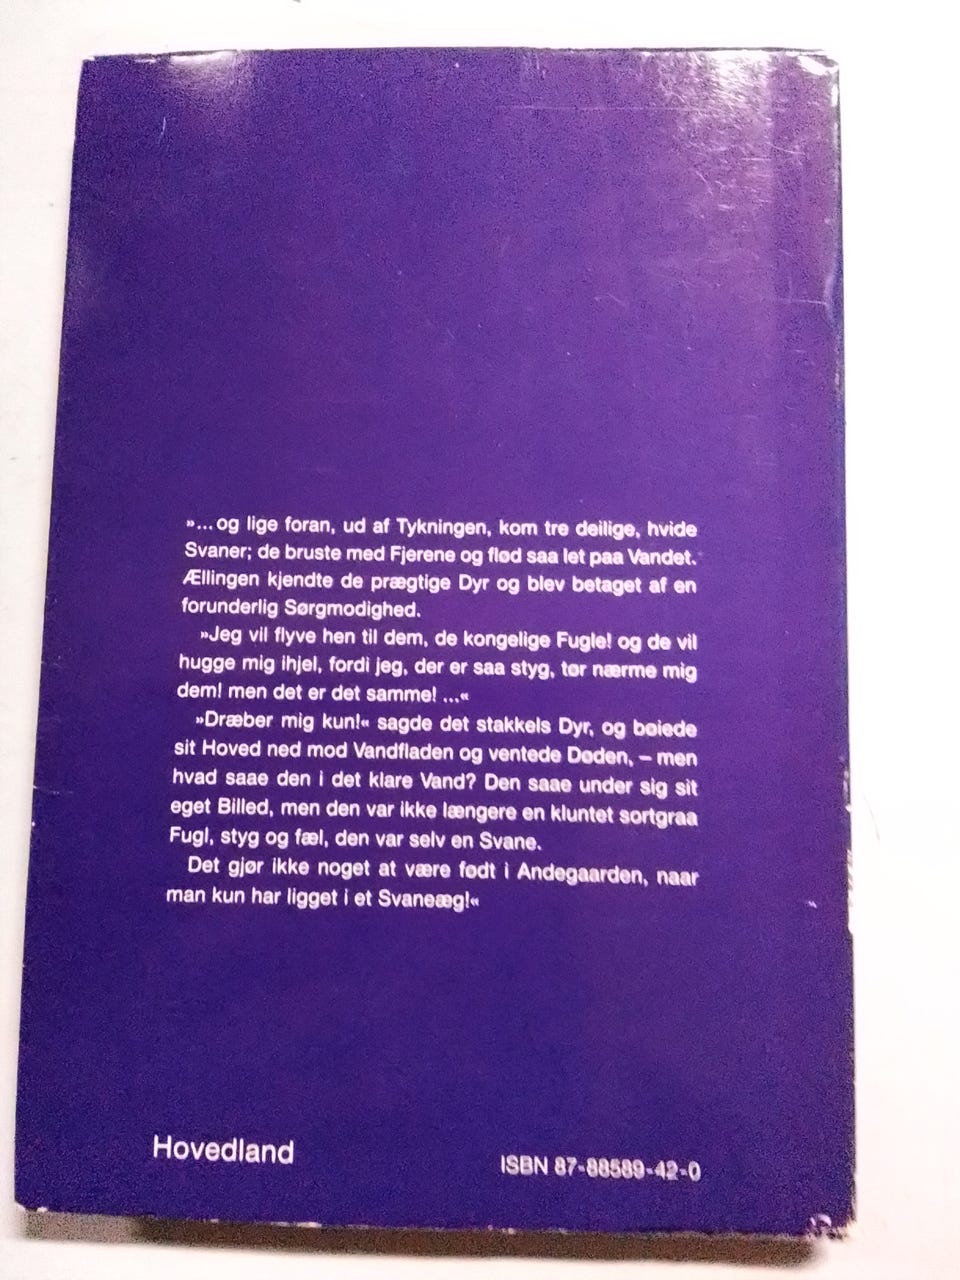 »... og lige foran, ud af Tykningen, kom tre deilige, hvide
Svaner; de bruste med Fjerene og flød saa let paa Vandet.
Ællingen kjendte de prægtige Dyr og blev betaget af en
forunderlig Sørgmodighed.
»Jeg vil flyve hen til dem, de kongelige Fugle! og de vil
hugge mig ihjel, fordi jeg, der er saa styg, tør nærme mig
dem! men det er det samme! ...«
»Dræber mig kun!« sagde det stakkels Dyr, og bøiede
sit Hoved ned mod Vandfladen og ventede Døden, – men
hvad saae den i det klare Vand? Den saae under sig sit
eget Billed, men den var ikke længere en kluntet sortgraa
Fugl, styg og fæl, den var selv en Svane.
Det gjør ikke noget at være født i Andegaarden, naar
man kun har ligget i et Svaneæg!«
Hovedland
ISBN 87-88589-42-0